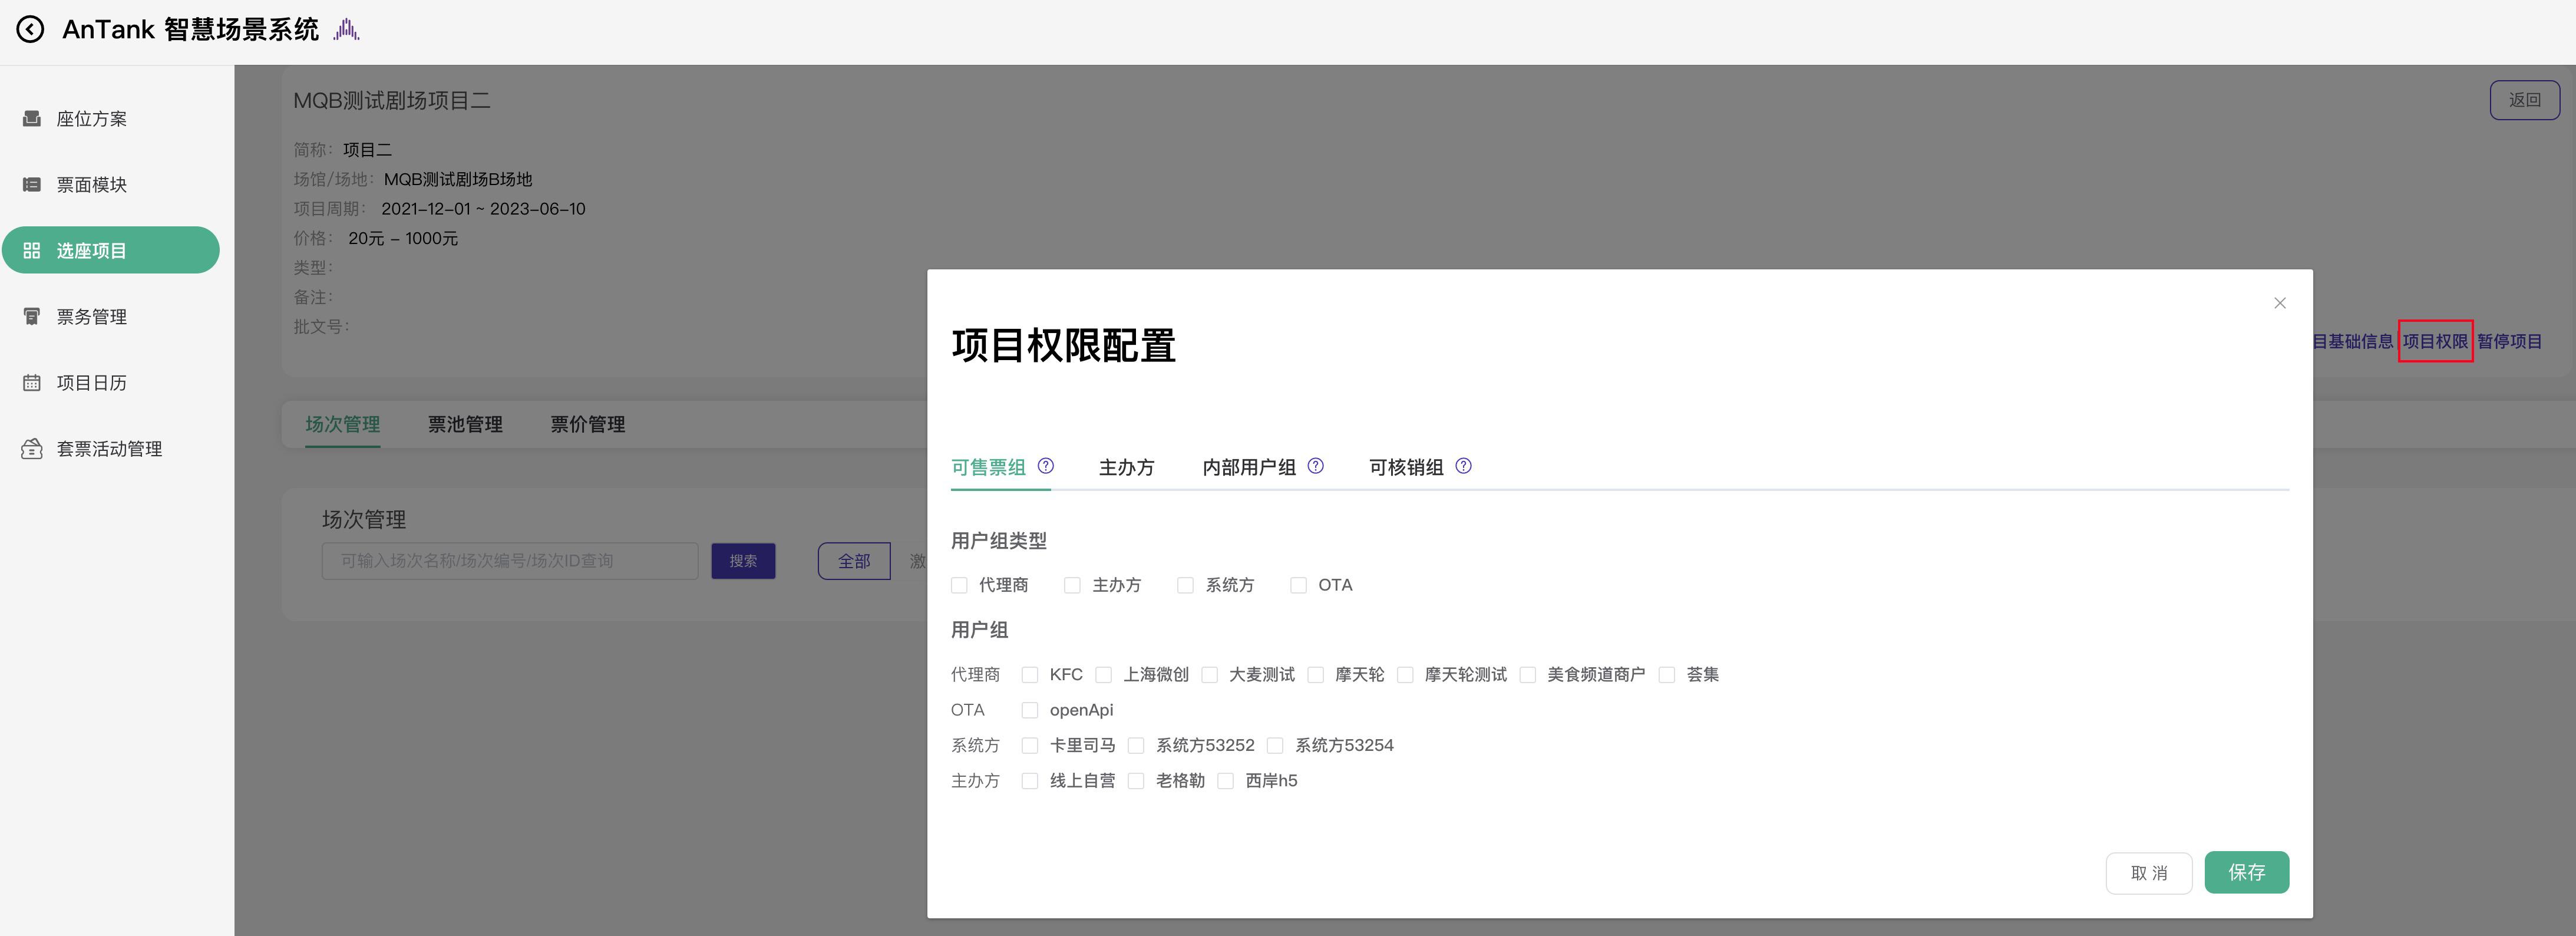 AnTank 智慧场景系统
座位方案
票面模块
选座项目
票务管理
项目日历
套票活动管理
MQB测试剧场项目二
返回
简称： 项目二
场馆/场地： MQB测试剧场B场地
项目周期： 2021-12-01 ~ 2023-06-10
价格： 20元 - 1000元
类型：
备注：
批文号：
目基础信息 项目权限 暂停项目
场次管理 票池管理 票价管理
场次管理
可输入场次名称/场次编号/场次ID查询 搜索 全部 激
项目权限配置
可售票组 ? 主办方 内部用户组 ? 可核销组 ?
用户组类型
代理商 主办方 系统方 OTA
用户组
代理商 KFC 上海微创 大麦测试 摩天轮 摩天轮测试 美食频道商户 荟集
OTA openApi
系统方 卡里司马 系统方53252 系统方53254
主办方 线上自营 老格勒 西岸h5
取 消 保存